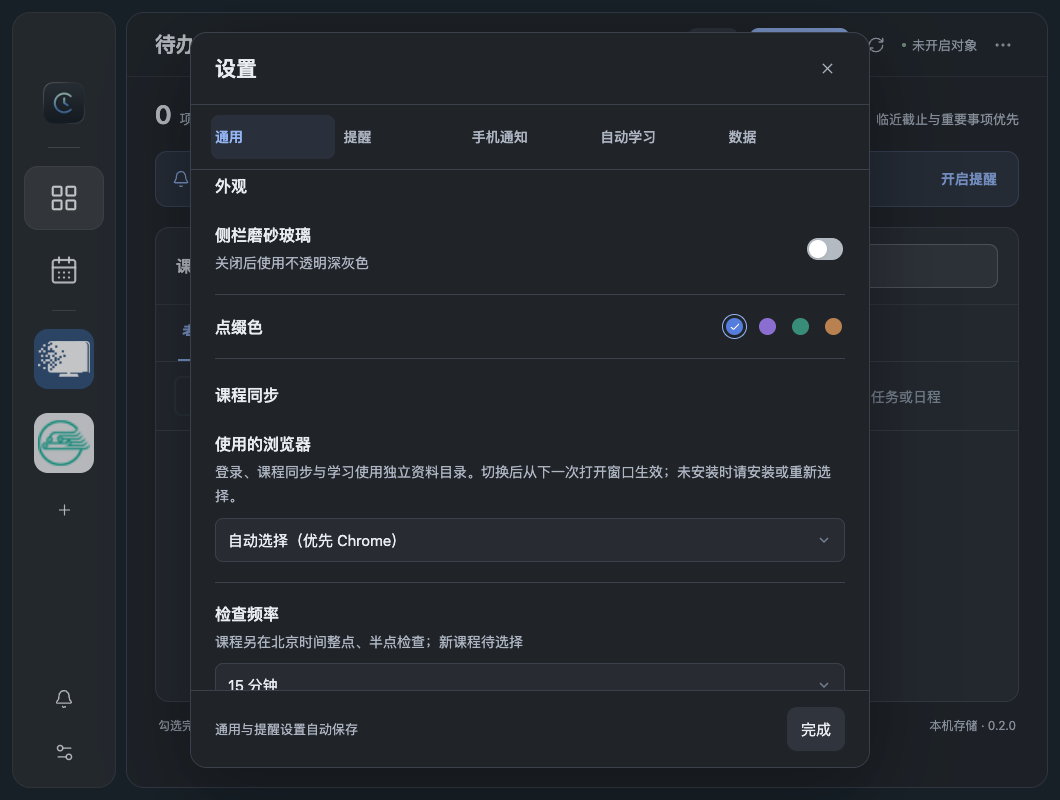 待办
未开启对象
设置
通用
提醒
手机通知
自动学习
数据
0 项
临近截止与重要事项优先
外观
侧栏磨砂玻璃
关闭后使用不透明深灰色
开启提醒
点缀色
课程同步
使用的浏览器
登录、课程同步与学习使用独立资料目录。切换后从下一次打开窗口生效；未安装时请安装或重新选
择。
任务或日程
自动选择（优先 Chrome）
检查频率
课程另在北京时间整点、半点检查；新课程待选择
15 分钟
通用与提醒设置自动保存
完成
勾选完
本机存储 · 0.2.0